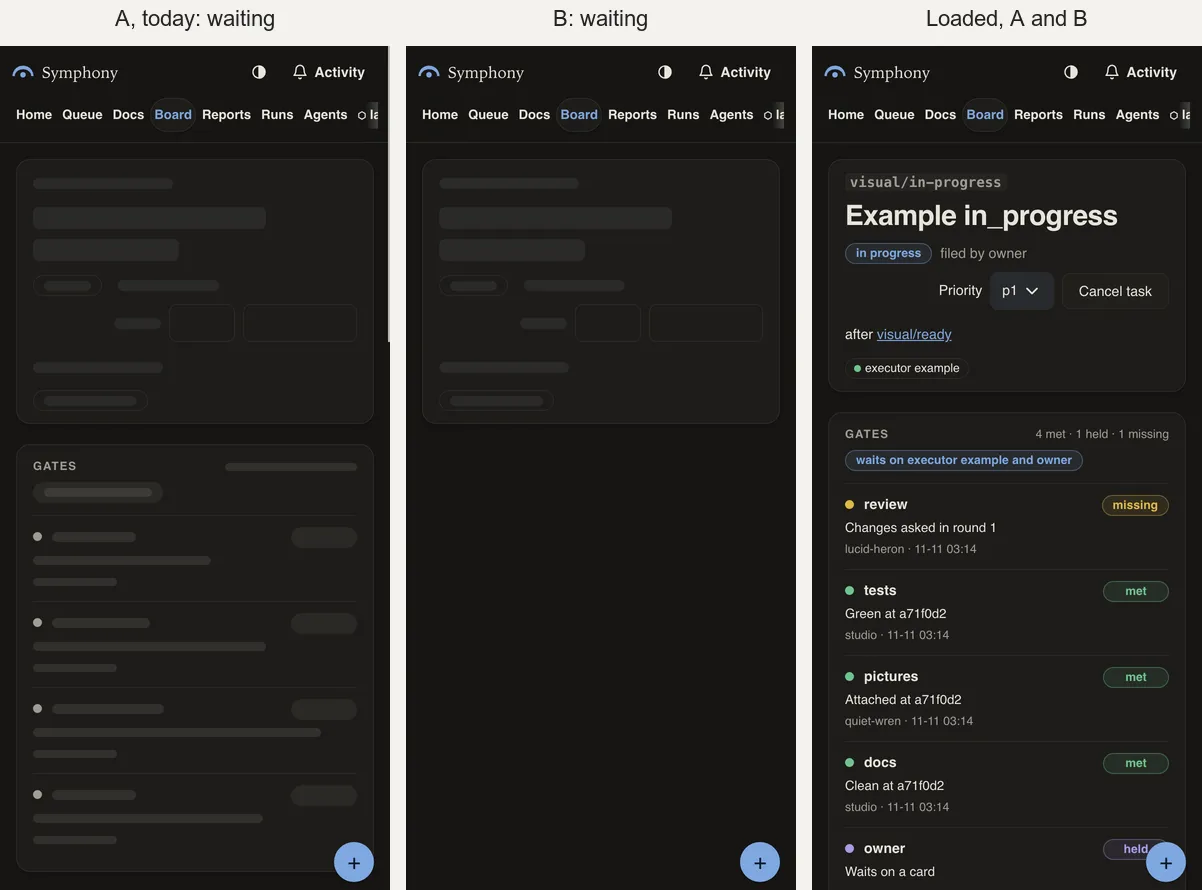 A, today: waiting
Symphony
Activity
Home Queue Docs Board Reports Runs Agents
GATES
+
B: waiting
Symphony
Activity
Home Queue Docs Board Reports Runs Agents
+
Loaded, A and B
Symphony
Activity
Home Queue Docs Board Reports Runs Agents
visual/in-progress
Example in_progress
in progress filed by owner
Priority p1 Cancel task
after visual/ready
executor example
GATES 4 met · 1 held · 1 missing
waits on executor example and owner
review missing
Changes asked in round 1
lucid-heron · 11-11 03:14
tests met
Green at a71f0d2
studio · 11-11 03:14
pictures met
Attached at a71f0d2
quiet-wren · 11-11 03:14
docs met
Clean at a71f0d2
studio · 11-11 03:14
owner held
Waits on a card
+